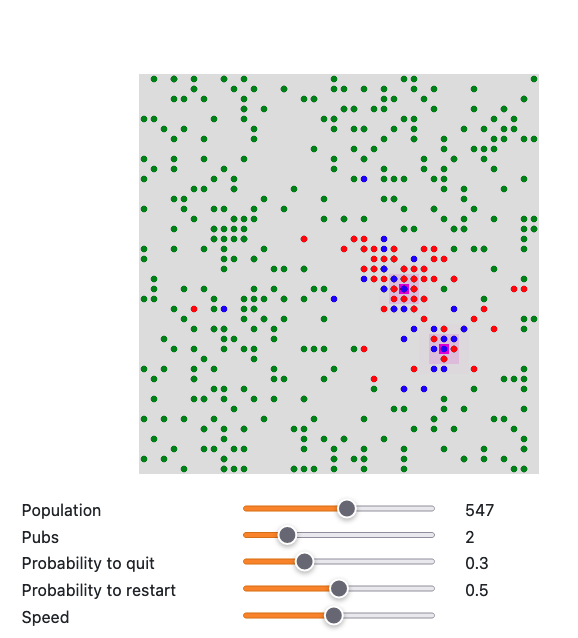 Population 547
Pubs 2
Probability to quit 0.3
Probability to restart 0.5
Speed